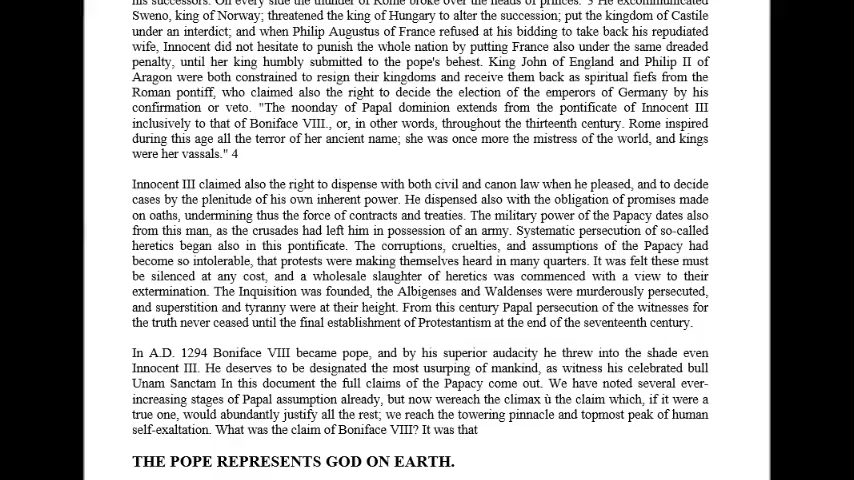 his successors. On every side the thunder of Rome broke over the heads of princes. 3 He excommunicated
Sweno, king of Norway; threatened the king of Hungary to alter the succession; put the kingdom of Castile
under an interdict; and when Philip Augustus of France refused at his bidding to take back his repudiated
wife, Innocent did not hesitate to punish the whole nation by putting France also under the same dreaded
penalty, until her king humbly submitted to the pope's behest. King John of England and Philip II of
Aragon were both constrained to resign their kingdoms and receive them back as spiritual fiefs from the
Roman pontiff, who claimed also the right to decide the election of the emperors of Germany by his
confirmation or veto. "The noonday of Papal dominion extends from the pontificate of Innocent III
inclusively to that of Boniface VIII., or, in other words, throughout the thirteenth century. Rome inspired
during this age all the terror of her ancient name; she was once more the mistress of the world, and kings
were her vassals." 4
Innocent III claimed also the right to dispense with both civil and canon law when he pleased, and to decide
cases by the plenitude of his own inherent power. He dispensed also with the obligation of promises made
on oaths, undermining thus the force of contracts and treaties. The military power of the Papacy dates also
from this man, as the crusades had left him in possession of an army. Systematic persecution of so-called
heretics began also in this pontificate. The corruptions, cruelties, and assumptions of the Papacy had
become so intolerable, that protests were making themselves heard in many quarters. It was felt these must
be silenced at any cost, and a wholesale slaughter of heretics was commenced with a view to their
extermination. The Inquisition was founded, the Albigenses and Waldenses were murderously persecuted,
and superstition and tyranny were at their height. From this century Papal persecution of the witnesses for
the truth never ceased until the final establishment of Protestantism at the end of the seventeenth century.
In A.D. 1294 Boniface VIII became pope, and by his superior audacity he threw into the shade even
Innocent III. He deserves to be designated the most usurping of mankind, as witness his celebrated bull
Unam Sanctam In this document the full claims of the Papacy come out. We have noted several ever-
increasing stages of Papal assumption already, but now wereach the climax ù the claim which, if it were a
true one, would abundantly justify all the rest; we reach the towering pinnacle and topmost peak of human
self-exaltation. What was the claim of Boniface VIII? It was that
THE POPE REPRESENTS GOD ON EARTH.